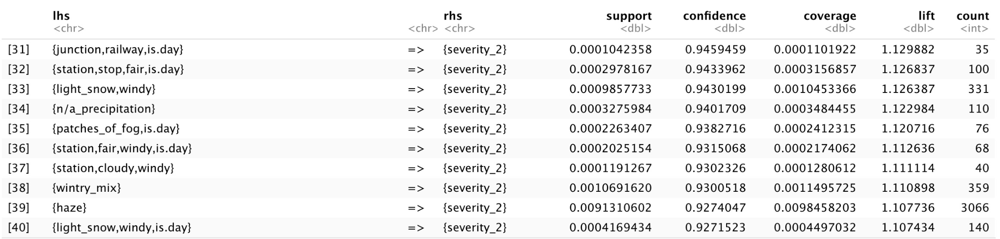 lhs rhs support confidence coverage lift count
<chr> <chr> <chr> <dbl> <dbl> <dbl> <dbl> <int>
[31] {junction,railway,is.day} => {severity_2} 0.0001042358 0.9459459 0.0001101922 1.129882 35
[32] {station,stop,fair,is.day} => {severity_2} 0.0002978167 0.9433962 0.0003156857 1.126837 100
[33] {light_snow,windy} => {severity_2} 0.0009857733 0.9430199 0.0010453366 1.126387 331
[34] {n/a_precipitation} => {severity_2} 0.0003275984 0.9401709 0.0003484455 1.122984 110
[35] {patches_of_fog,is.day} => {severity_2} 0.0002263407 0.9382716 0.0002412315 1.120716 76
[36] {station,fair,windy,is.day} => {severity_2} 0.0002025154 0.9315068 0.0002174062 1.112636 68
[37] {station,cloudy,windy} => {severity_2} 0.0001191267 0.9302326 0.0001280612 1.111114 40
[38] {wintry_mix} => {severity_2} 0.0010691620 0.9300518 0.0011495725 1.110898 359
[39] {haze} => {severity_2} 0.0091310602 0.9274047 0.0098458203 1.107736 3066
[40] {light_snow,windy,is.day} => {severity_2} 0.0004169434 0.9271523 0.0004497032 1.107434 140